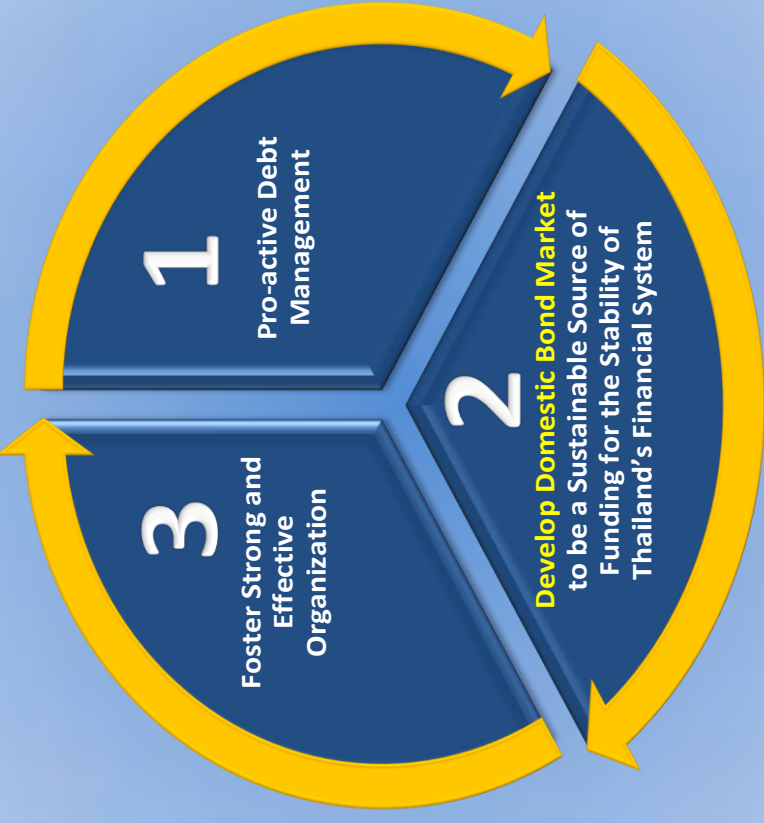 1
Pro-active Debt
Management
2
Develop Domestic Bond Market
to be a Sustainable Source of
Funding for the Stability of
Thailand’s Financial System
3
Foster Strong and
Effective
Organization